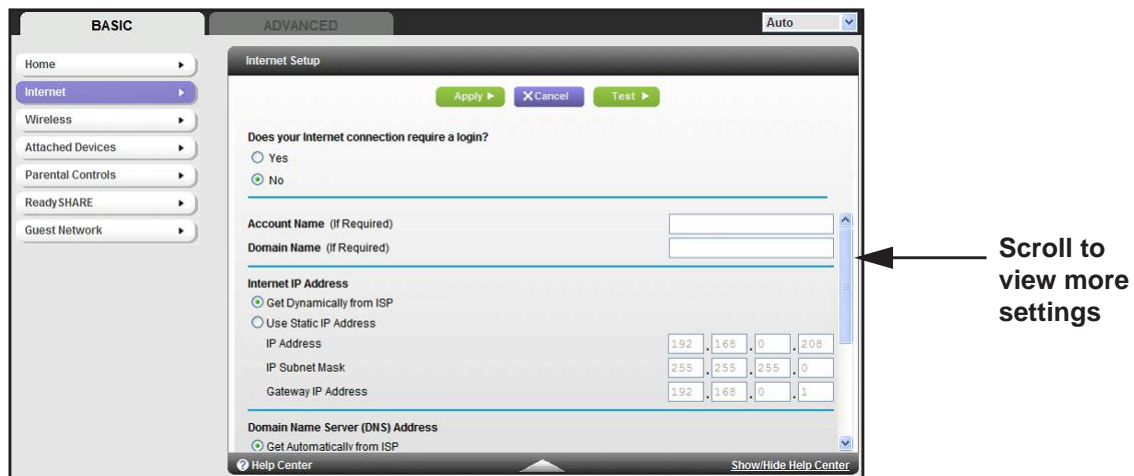 BASIC
ADVANCED
Auto
Home
Internet
Wireless
Attached Devices
Parental Controls
ReadySHARE
Guest Network
Internet Setup
Apply
X Cancel
Test
Does your Internet connection require a login?
Yes
No
Account Name (If Required)
Domain Name (If Required)
Internet IP Address
Get Dynamically from ISP
Use Static IP Address
IP Address 192 . 168 . 0 . 208
IP Subnet Mask 255 . 255 . 255 . 0
Gateway IP Address 192 . 168 . 0 . 1
Domain Name Server (DNS) Address
Get Automatically from ISP
? Help Center
Show/Hide Help Center
Scroll to
view more
settings